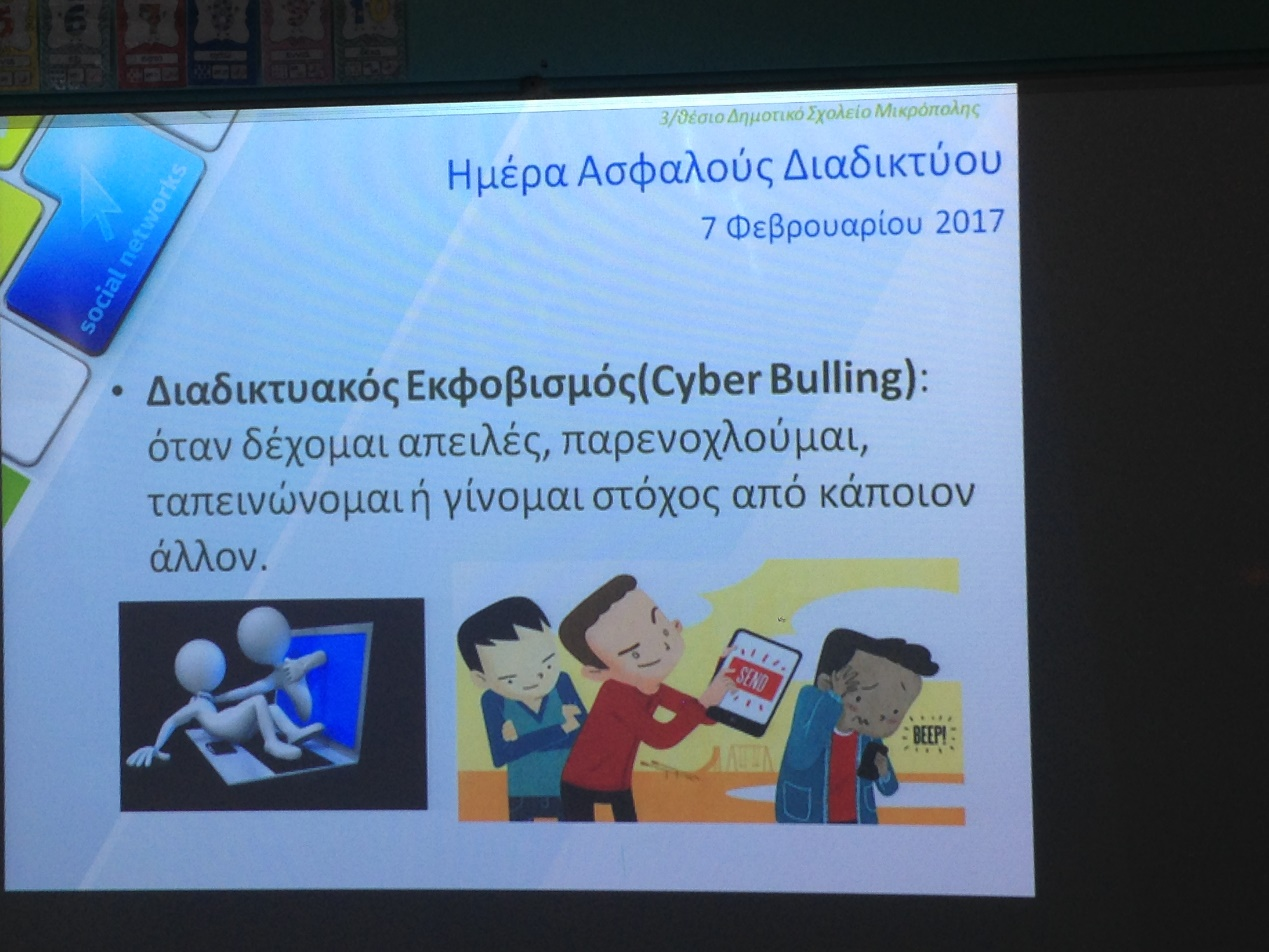 3/θέσιο Δημοτικό Σχολείο Μικρόπολης
Ημέρα Ασφαλούς Διαδικτύου
7 Φεβρουαρίου 2017
social networks
• Διαδικτυακός Εκφοβισμός(Cyber Bulling):
όταν δέχομαι απειλές, παρενοχλούμαι,
ταπεινώνομαι ή γίνομαι στόχος από κάποιον
άλλον.
SEND
BEEP!